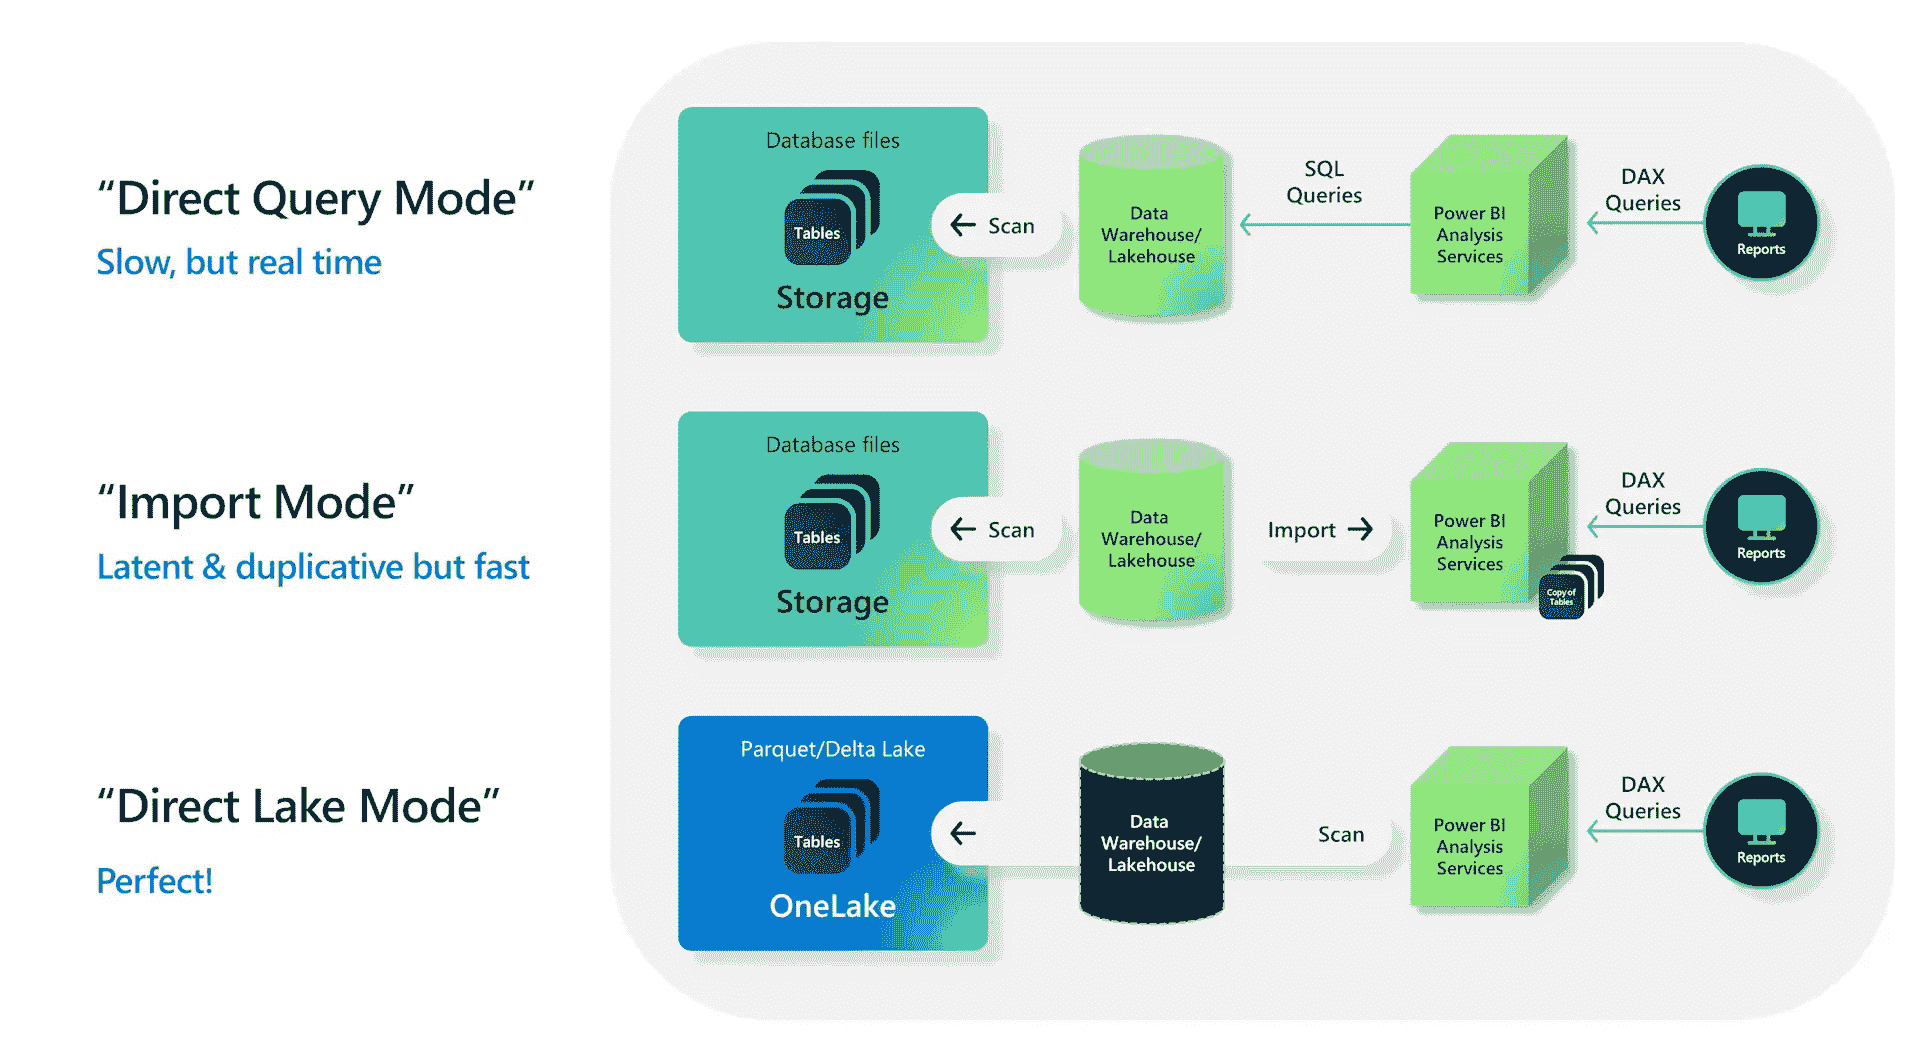 “Direct Query Mode”
Slow, but real time
Database files
Tables
Storage
Scan
Data
Warehouse/
Lakehouse
SQL
Queries
Power BI
Analysis
Services
DAX
Queries
Reports
“Import Mode”
Latent & duplicative but fast
Database files
Tables
Storage
Scan
Data
Warehouse/
Lakehouse
Import
Power BI
Analysis
Services
Copy of
Tables
DAX
Queries
Reports
“Direct Lake Mode”
Perfect!
Parquet/Delta Lake
Tables
OneLake
Data
Warehouse/
Lakehouse
Scan
Power BI
Analysis
Services
DAX
Queries
Reports